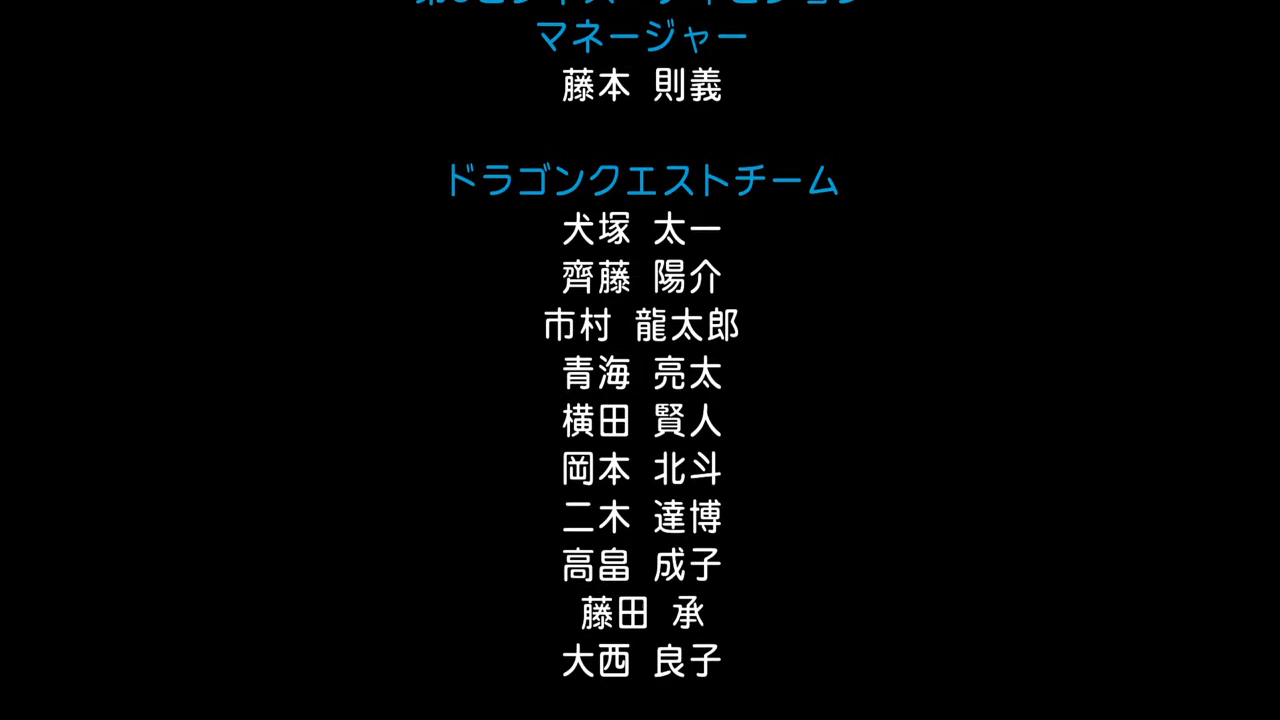 マネージャー
藤本 則義
ドラゴンクエストチーム
犬塚 太一
齊藤 陽介
市村 龍太郎
青海 亮太
横田 賢人
岡本 北斗
二木 達博
高畠 成子
藤田 承
大西 良子